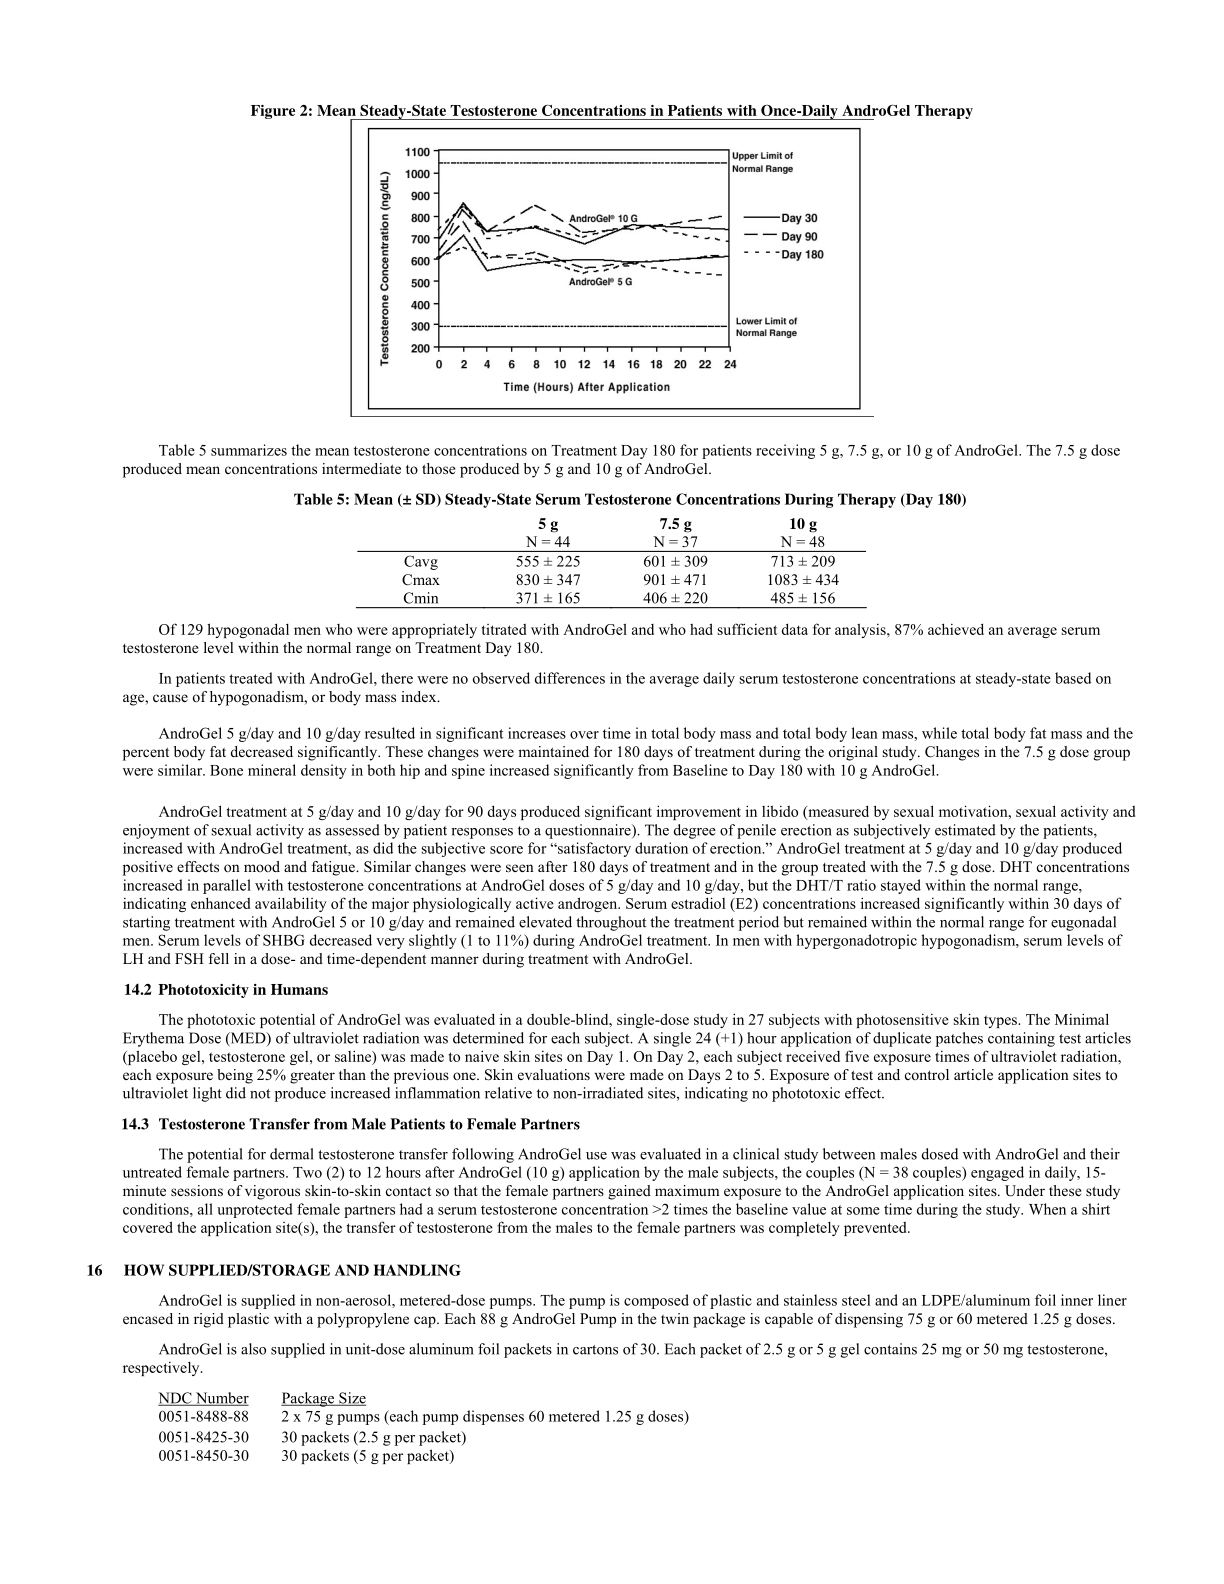 Figure 2: Mean Steady-State Testosterone Concentrations in Patients with Once-Daily AndroGel Therapy
Testosterone Concentration (ng/dL)
1100
1000
900
800
700
600
500
400
300
200
Upper Limit of
Normal Range
AndroGel® 10 G
AndroGel® 5 G
Day 30
Day 90
Day 180
Lower Limit of
Normal Range
0 2 4 6 8 10 12 14 16 18 20 22 24
Time (Hours) After Application
Table 5 summarizes the mean testosterone concentrations on Treatment Day 180 for patients receiving 5 g, 7.5 g, or 10 g of AndroGel. The 7.5 g dose
produced mean concentrations intermediate to those produced by 5 g and 10 g of AndroGel.
Table 5: Mean (± SD) Steady-State Serum Testosterone Concentrations During Therapy (Day 180)
5 g 7.5 g 10 g
N = 44 N = 37 N = 48
Cavg 555 ± 225 601 ± 309 713 ± 209
Cmax 830 ± 347 901 ± 471 1083 ± 434
Cmin 371 ± 165 406 ± 220 485 ± 156
Of 129 hypogonadal men who were appropriately titrated with AndroGel and who had sufficient data for analysis, 87% achieved an average serum
testosterone level within the normal range on Treatment Day 180.
In patients treated with AndroGel, there were no observed differences in the average daily serum testosterone concentrations at steady-state based on
age, cause of hypogonadism, or body mass index.
AndroGel 5 g/day and 10 g/day resulted in significant increases over time in total body mass and total body lean mass, while total body fat mass and the
percent body fat decreased significantly. These changes were maintained for 180 days of treatment during the original study. Changes in the 7.5 g dose group
were similar. Bone mineral density in both hip and spine increased significantly from Baseline to Day 180 with 10 g AndroGel.
AndroGel treatment at 5 g/day and 10 g/day for 90 days produced significant improvement in libido (measured by sexual motivation, sexual activity and
enjoyment of sexual activity as assessed by patient responses to a questionnaire). The degree of penile erection as subjectively estimated by the patients,
increased with AndroGel treatment, as did the subjective score for “satisfactory duration of erection.” AndroGel treatment at 5 g/day and 10 g/day produced
positive effects on mood and fatigue. Similar changes were seen after 180 days of treatment and in the group treated with the 7.5 g dose. DHT concentrations
increased in parallel with testosterone concentrations at AndroGel doses of 5 g/day and 10 g/day, but the DHT/T ratio stayed within the normal range,
indicating enhanced availability of the major physiologically active androgen. Serum estradiol (E2) concentrations increased significantly within 30 days of
starting treatment with AndroGel 5 or 10 g/day and remained elevated throughout the treatment period but remained within the normal range for eugonadal
men. Serum levels of SHBG decreased very slightly (1 to 11%) during AndroGel treatment. In men with hypergonadotropic hypogonadism, serum levels of
LH and FSH fell in a dose- and time-dependent manner during treatment with AndroGel.
14.2 Phototoxicity in Humans
The phototoxic potential of AndroGel was evaluated in a double-blind, single-dose study in 27 subjects with photosensitive skin types. The Minimal
Erythema Dose (MED) of ultraviolet radiation was determined for each subject. A single 24 (+1) hour application of duplicate patches containing test articles
(placebo gel, testosterone gel, or saline) was made to naive skin sites on Day 1. On Day 2, each subject received five exposure times of ultraviolet radiation,
each exposure being 25% greater than the previous one. Skin evaluations were made on Days 2 to 5. Exposure of test and control article application sites to
ultraviolet light did not produce increased inflammation relative to non-irradiated sites, indicating no phototoxic effect.
14.3 Testosterone Transfer from Male Patients to Female Partners
The potential for dermal testosterone transfer following AndroGel use was evaluated in a clinical study between males dosed with AndroGel and their
untreated female partners. Two (2) to 12 hours after AndroGel (10 g) application by the male subjects, the couples (N = 38 couples) engaged in daily, 15-
minute sessions of vigorous skin-to-skin contact so that the female partners gained maximum exposure to the AndroGel application sites. Under these study
conditions, all unprotected female partners had a serum testosterone concentration >2 times the baseline value at some time during the study. When a shirt
covered the application site(s), the transfer of testosterone from the males to the female partners was completely prevented.
16 HOW SUPPLIED/STORAGE AND HANDLING
AndroGel is supplied in non-aerosol, metered-dose pumps. The pump is composed of plastic and stainless steel and an LDPE/aluminum foil inner liner
encased in rigid plastic with a polypropylene cap. Each 88 g AndroGel Pump in the twin package is capable of dispensing 75 g or 60 metered 1.25 g doses.
AndroGel is also supplied in unit-dose aluminum foil packets in cartons of 30. Each packet of 2.5 g or 5 g gel contains 25 mg or 50 mg testosterone,
respectively.
NDC Number Package Size
0051-8488-88 2 x 75 g pumps (each pump dispenses 60 metered 1.25 g doses)
0051-8425-30 30 packets (2.5 g per packet)
0051-8450-30 30 packets (5 g per packet)